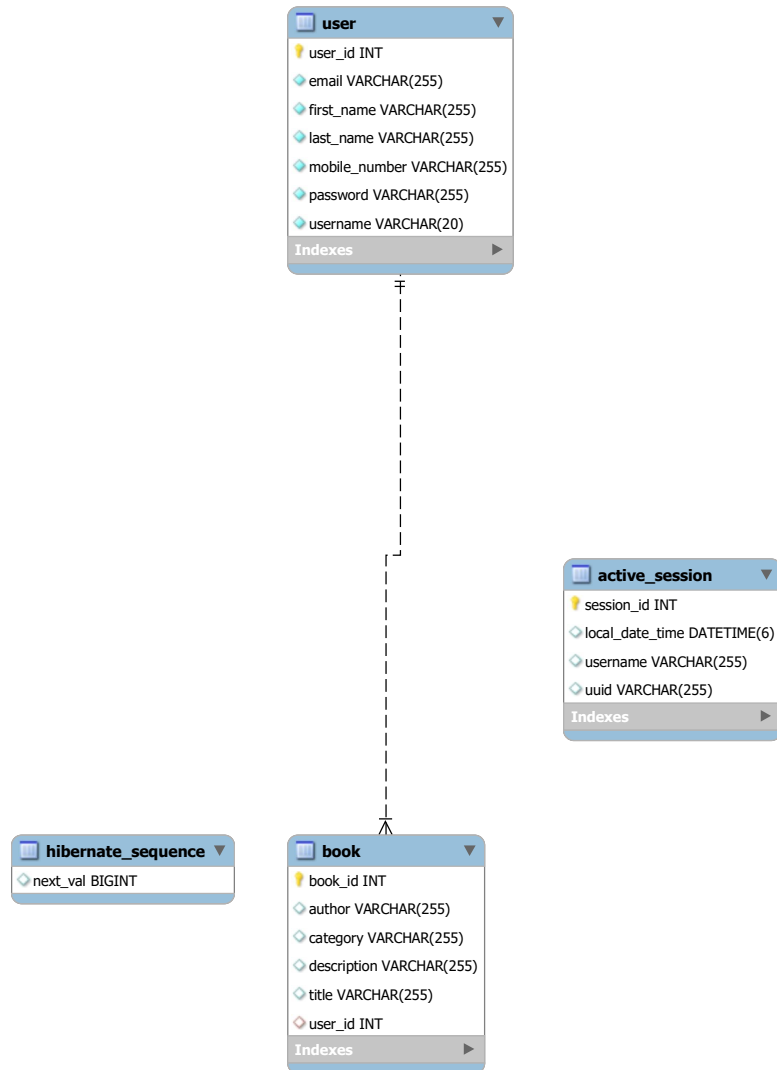 user
user_id INT
email VARCHAR(255)
first_name VARCHAR(255)
last_name VARCHAR(255)
mobile_number VARCHAR(255)
password VARCHAR(255)
username VARCHAR(20)
Indexes
active_session
session_id INT
local_date_time DATETIME(6)
username VARCHAR(255)
uuid VARCHAR(255)
Indexes
hibernate_sequence
next_val BIGINT
book
book_id INT
author VARCHAR(255)
category VARCHAR(255)
description VARCHAR(255)
title VARCHAR(255)
user_id INT
Indexes